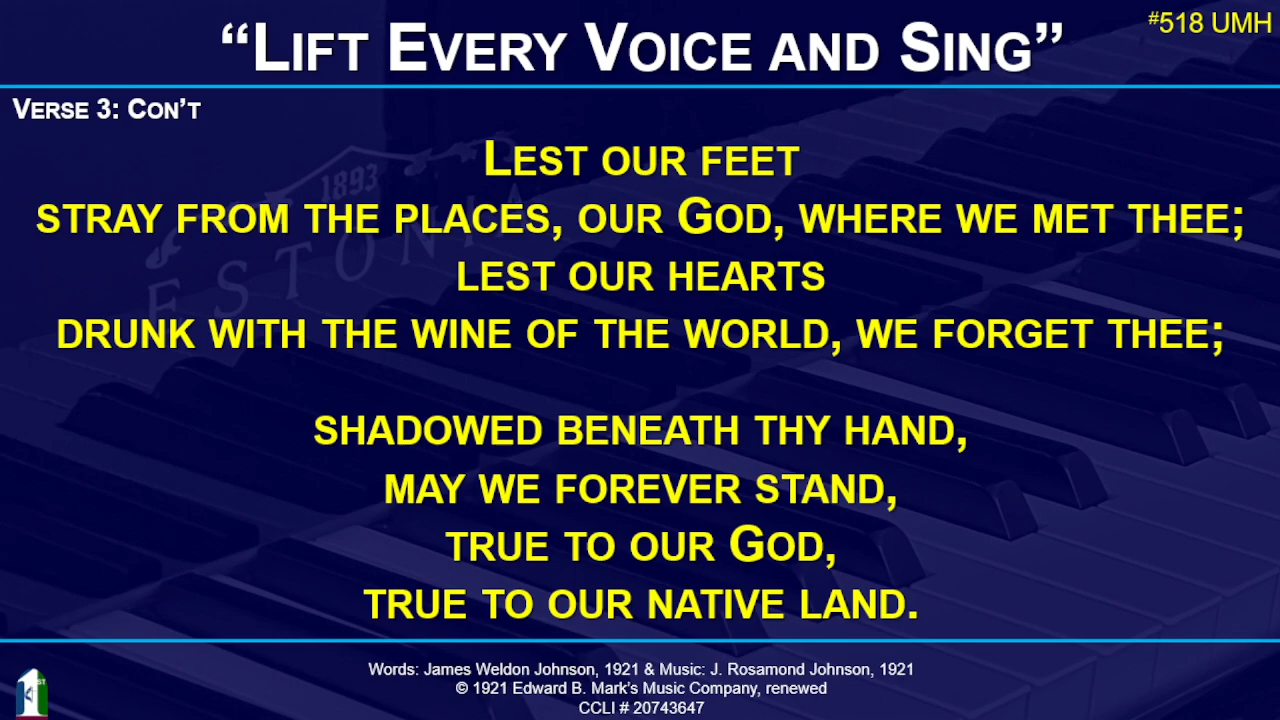 “Lift Every Voice and Sing”
#518 UMH
Verse 3: Con’t
1893
ESTONIA
Lest our feet
stray from the places, our God, where we met thee;
lest our hearts
drunk with the wine of the world, we forget thee;
shadowed beneath thy hand,
may we forever stand,
true to our God,
true to our native land.
Words: James Weldon Johnson, 1921 & Music: J. Rosamond Johnson, 1921
© 1921 Edward B. Mark’s Music Company, renewed
CCLI # 20743647
1ST